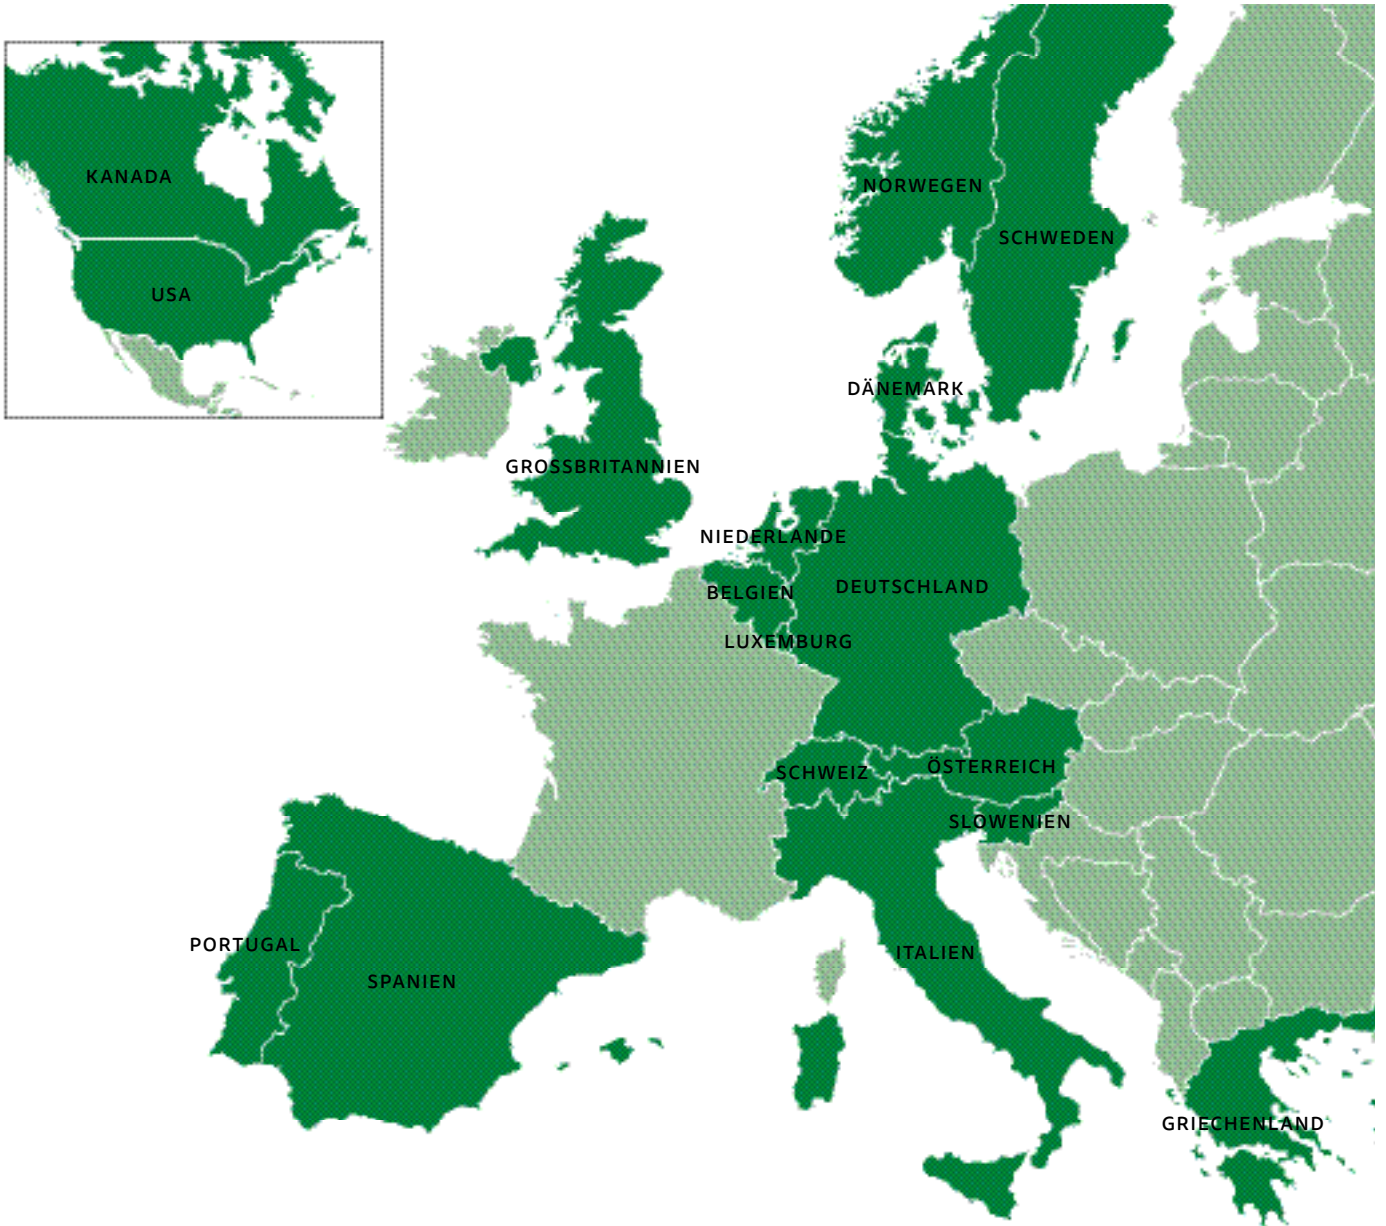 KANADA
USA
NORWEGEN
SCHWEDEN
DÄNEMARK
GROSSBRITANNIEN
NIEDERLANDE
BELGIEN
DEUTSCHLAND
LUXEMBURG
SCHWEIZ
ÖSTERREICH
SLOWENIEN
PORTUGAL
SPANIEN
ITALIEN
GRIECHENLAND